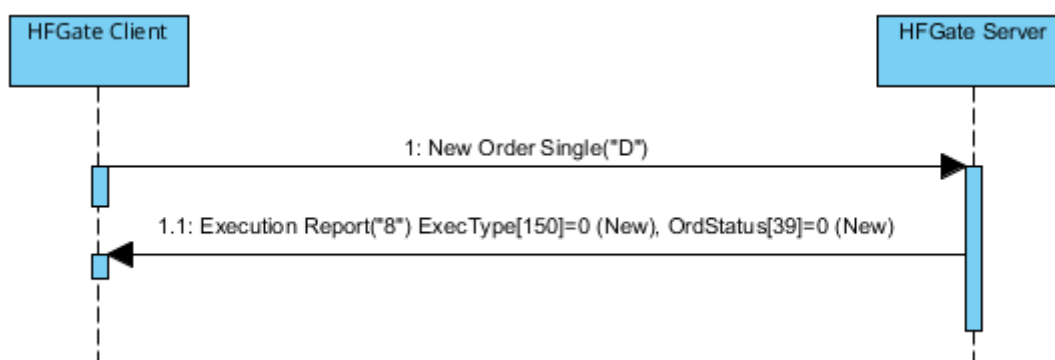 HFGate Client
HFGate Server
1: New Order Single("D")
1.1: Execution Report("8") ExecType[150]=0 (New), OrdStatus[39]=0 (New)